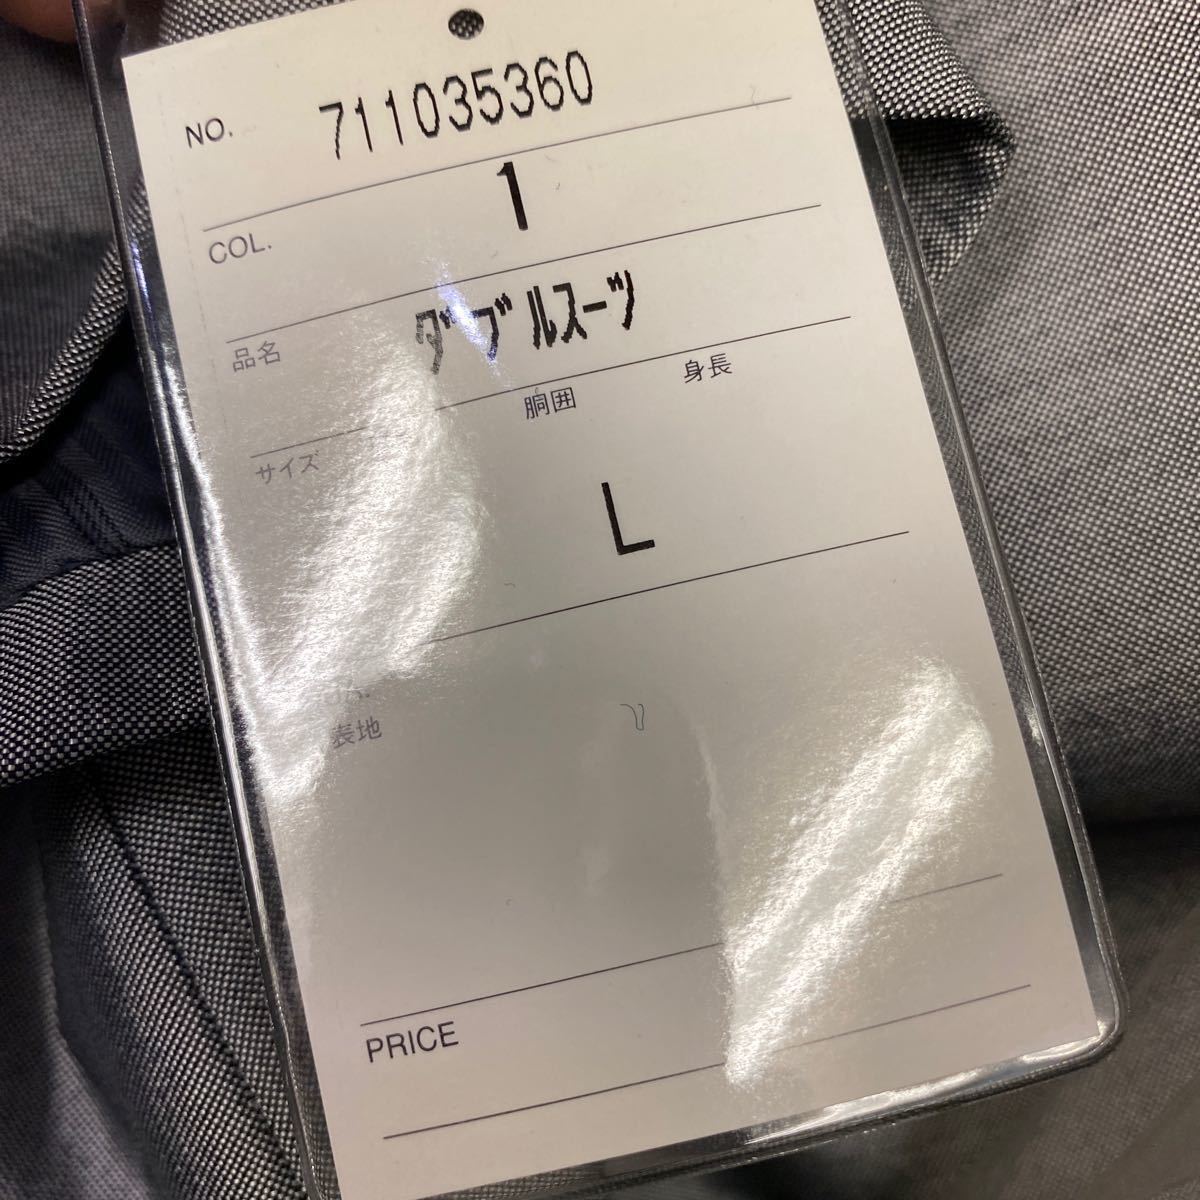 NO. 711035360
COL. 1
品名 ﾀﾞﾌﾞﾙｽｰﾂ
サイズ 胴囲 身長
L
表地
PRICE